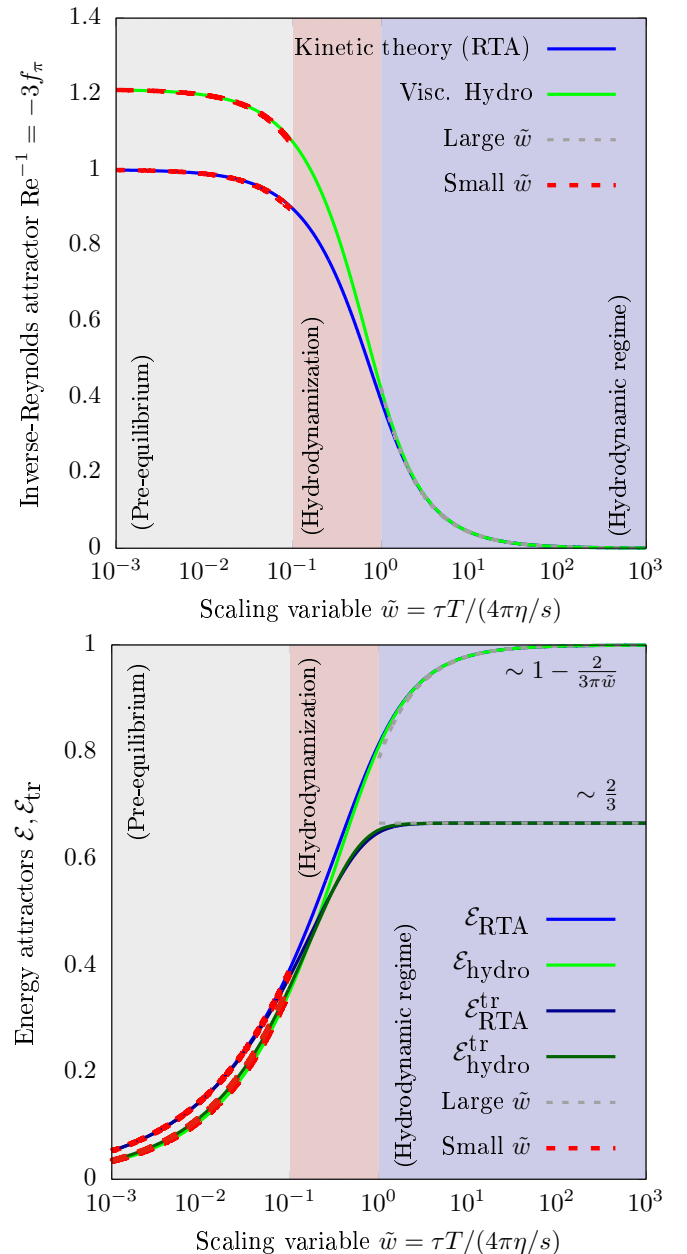 Inverse-Reynolds attractor Re⁻¹ = −3f_π
1.4
1.2
1
0.8
0.6
0.4
0.2
0
Kinetic theory (RTA)
Visc. Hydro
Large w̃
Small w̃
(Pre-equilibrium)
(Hydrodynamization)
(Hydrodynamic regime)
10⁻³ 10⁻² 10⁻¹ 10⁰ 10¹ 10² 10³
Scaling variable w̃ = τT/(4πη/s)
Energy attractors ℰ, ℰ_tr
1
0.8
0.6
0.4
0.2
0
(Pre-equilibrium)
(Hydrodynamization)
(Hydrodynamic regime)
∼ 1 − 2/(3πw̃)
∼ 2/3
ℰ_RTA
ℰ_hydro
ℰ^tr_RTA
ℰ^tr_hydro
Large w̃
Small w̃
10⁻³ 10⁻² 10⁻¹ 10⁰ 10¹ 10² 10³
Scaling variable w̃ = τT/(4πη/s)